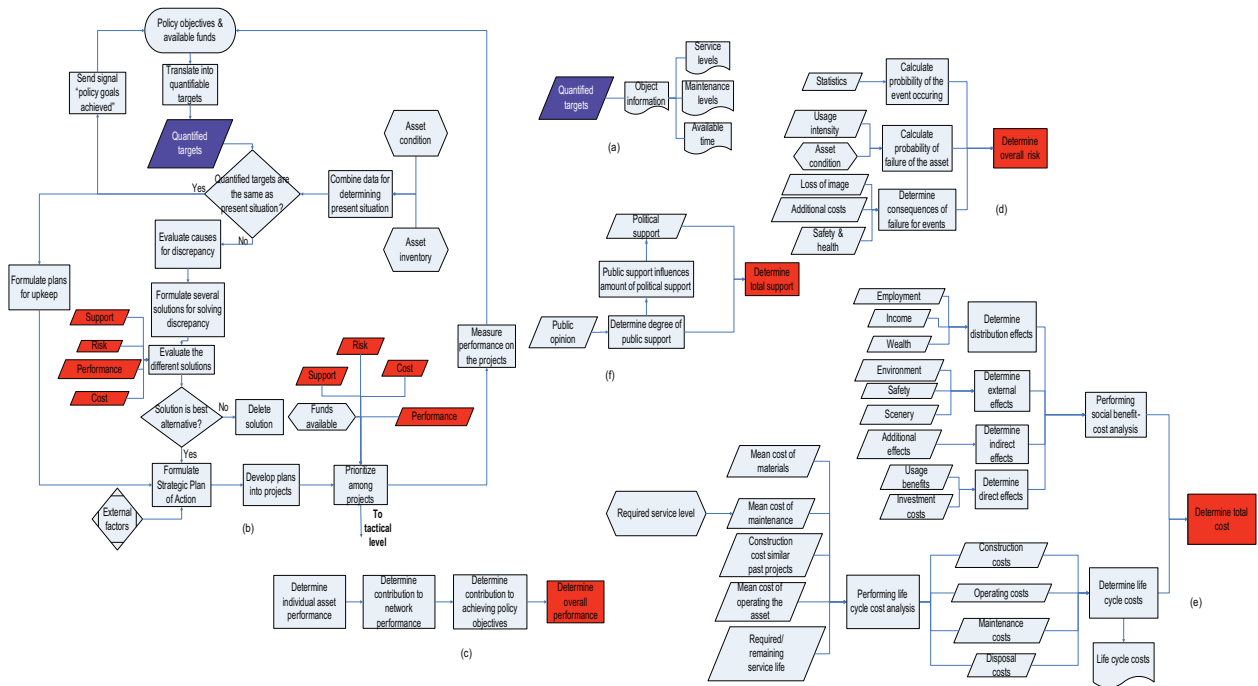 Policy objectives &
available funds
Send signal
“policy goals
achieved”
Translate into
quantifiable
targets
Quantified
targets
Asset
condition
Quantified targets are
the same as
present situation?
Yes
No
Combine data for
determining present
situation
Asset
inventory
Evaluate causes
for discrepancy
Formulate plans
for upkeep
Formulate several
solutions for solving
discrepancy
Support
Risk
Performance
Cost
Evaluate the
different solutions
Solution is best
alternative?
No
Delete
solution
Yes
Formulate
Strategic Plan
of Action
Develop plans
into projects
External
factors
(b)
Risk
Support
Cost
Funds
available
Performance
Prioritize
among
projects
To
tactical
level
Measure
performance on
the projects
Determine
individual asset
performance
Determine
contribution to
network
performance
Determine
contribution to
achieving policy
objectives
Determine
overall
performance
(c)
Quantified
targets
Object
information
Service
levels
Maintenance
levels
Available
time
(a)
Statistics
Calculate
probibility of the
event occuring
Usage
intensity
Asset
condition
Calculate
probability of
failure of the asset
Loss of image
Additional costs
Safety &
health
Determine
consequences of
failure for events
Determine
overall risk
(d)
Political
support
Public support influences
amount of political support
Public
opinion
Determine degree of
public support
Determine
total support
(f)
Employment
Income
Wealth
Determine
distribution effects
Environment
Safety
Scenery
Determine
external
effects
Additional
effects
Determine
indirect
effects
Usage
benefits
Investment
costs
Determine
direct effects
Performing
social benefit-
cost analysis
Determine total
cost
Mean cost of
materials
Required service level
Mean cost of
maintenance
Construction
cost similar
past projects
Mean cost of
operating the
asset
Required/
remaining
service life
Performing life
cycle cost analysis
Construction
costs
Operating costs
Maintenance
costs
Disposal
costs
Determine life
cycle costs
Life cycle costs
(e)